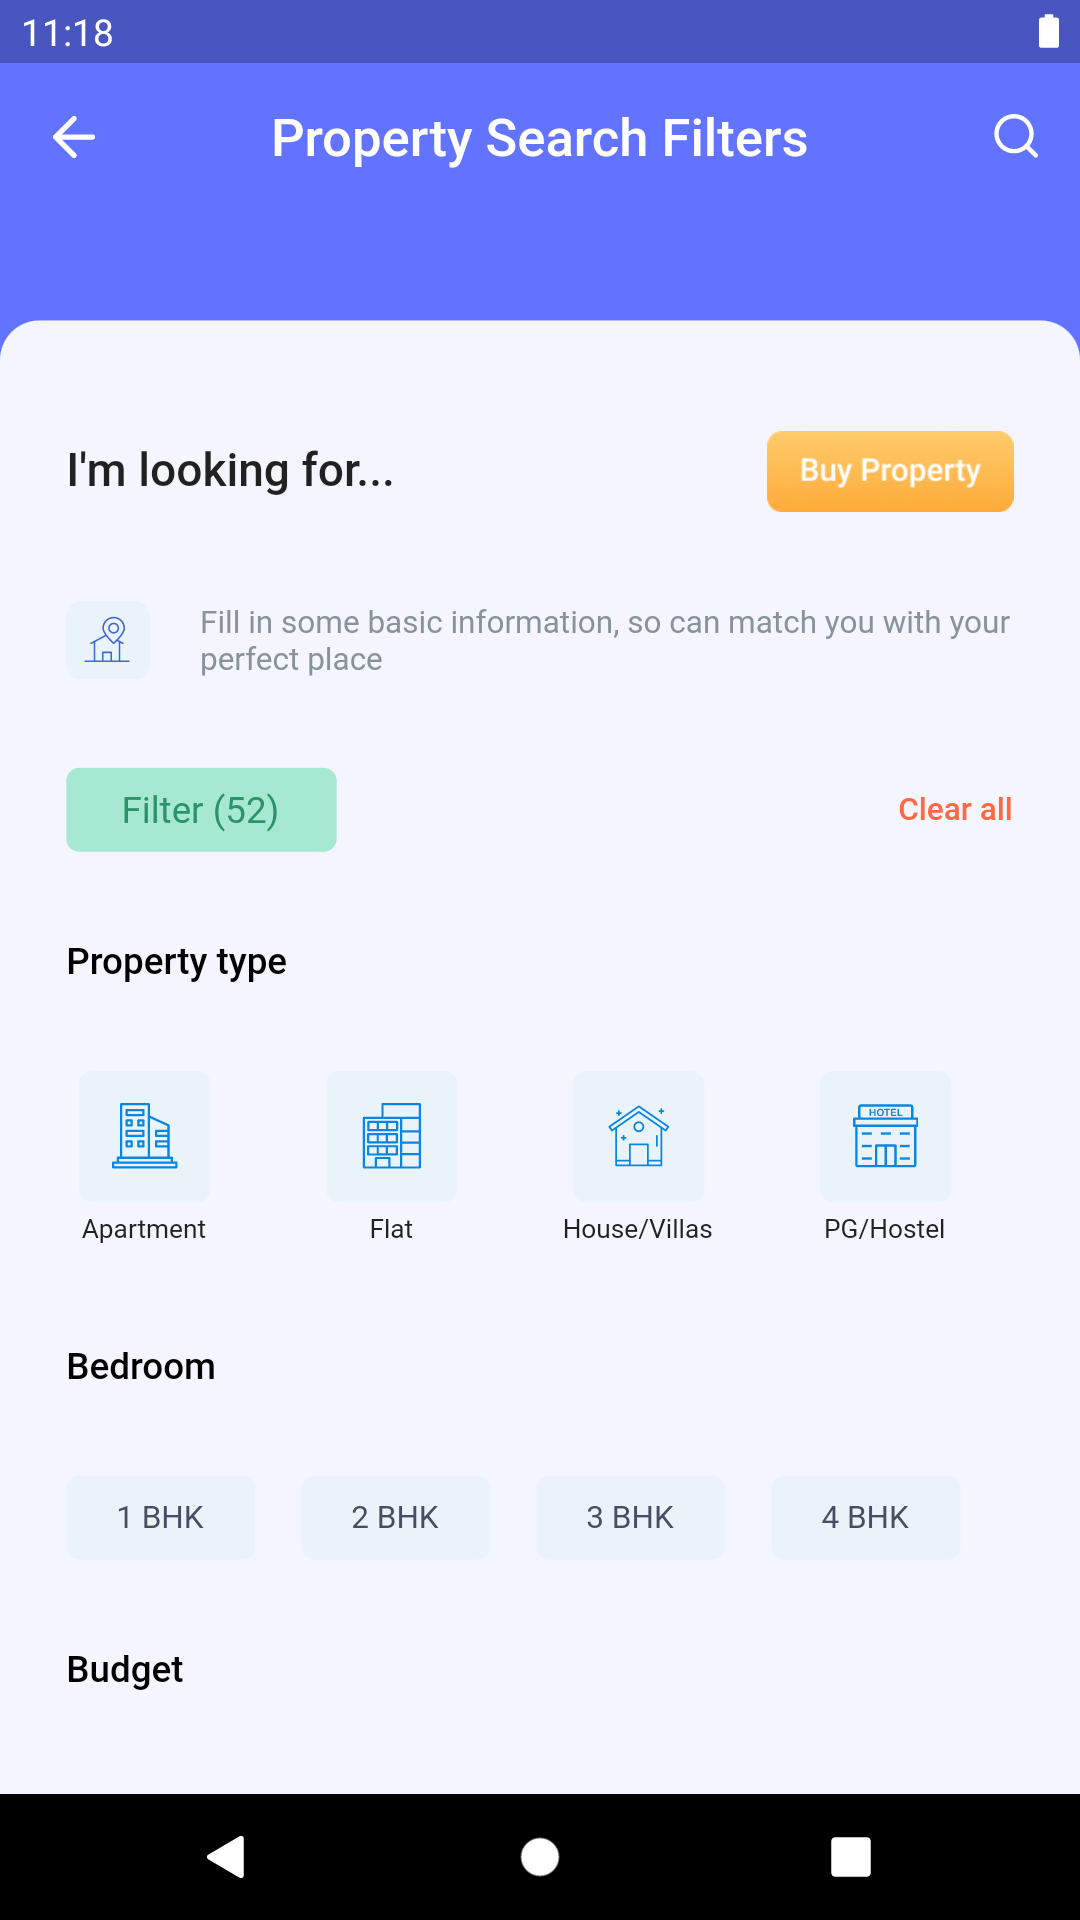 11:18
Property Search Filters
I'm looking for...
Buy Property
Fill in some basic information, so can match you with your
perfect place
Filter (52)
Clear all
Property type
HOTEL
Apartment
Flat
House/Villas
PG/Hostel
Bedroom
1 BHK
2 BHK
3 BHK
4 BHK
Budget